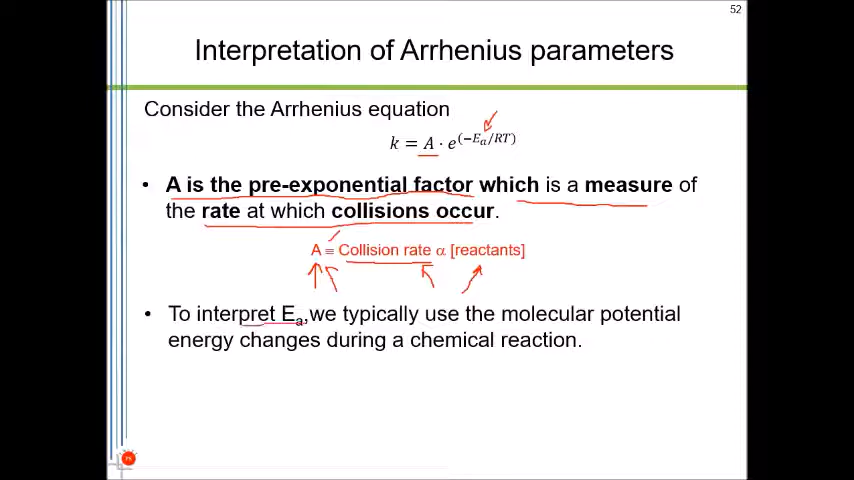 52
Interpretation of Arrhenius parameters
Consider the Arrhenius equation
k = A · e^(−Eₐ/RT)
• A is the pre-exponential factor which is a measure of
the rate at which collisions occur.
A ≡ Collision rate α [reactants]
• To interpret Eₐ,we typically use the molecular potential
energy changes during a chemical reaction.